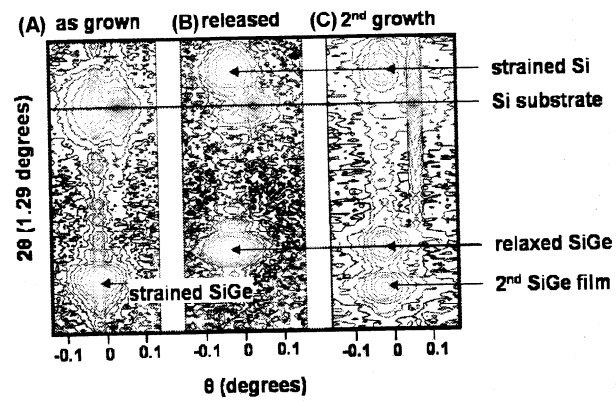 (A) as grown (B) released (C) 2nd growth
strained Si
Si substrate
2θ (1.29 degrees)
relaxed SiGe
strained SiGe
2nd SiGe film
-0.1 0 0.1 -0.1 0 0.1 -0.1 0 0.1
θ (degrees)